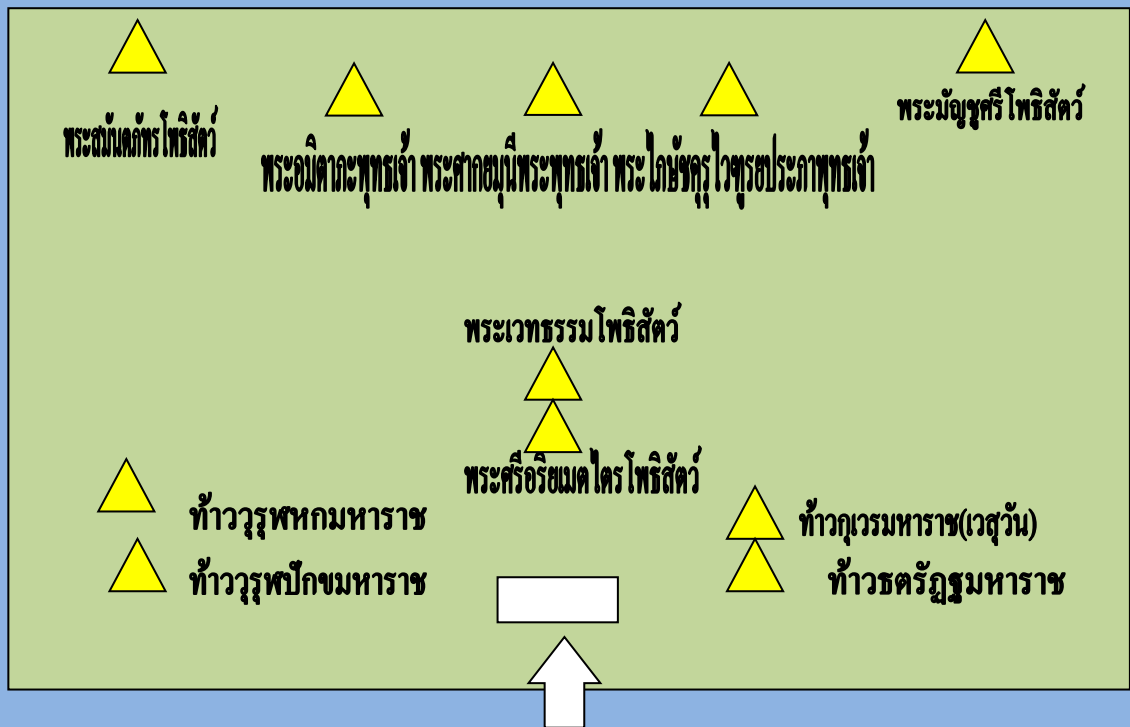 พระสมันตภัทรโพธิสัตว์
พระมัญชูศรีโพธิสัตว์
พระอมิตาภะพุทธเจ้า พระศากยมุนีพระพุทธเจ้า พระไภษัชคุรุไวฑูรยประภาพุทธเจ้า
พระเวทธรรมโพธิสัตว์
พระศรีอริยเมตไตรโพธิสัตว์
ท้าววุรุฬหกมหาราช
ท้าวกุเวรมหาราช(เวสุวัน)
ท้าววุรุฬปักขมหาราช
ท้าวธตรัฏฐมหาราช